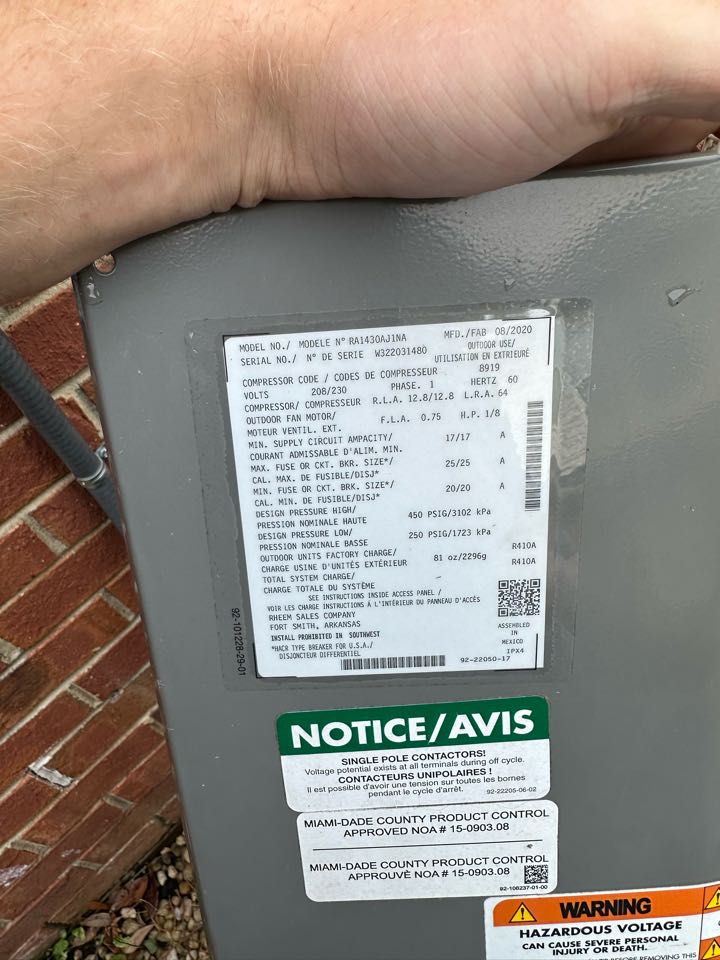 MODEL NO./ MODELE N° RA1430AJ1NA MFD./FAB 08/2020
SERIAL NO./ N° DE SERIE W322031480 OUTDOOR USE/
UTILISATION EN EXTRIEURÉ
COMPRESSOR CODE / CODES DE COMPRESSEUR 8919
VOLTS 208/230 PHASE. 1 HERTZ 60
COMPRESSOR/ COMPRESSEUR R.L.A. 12.8/12.8 L.R.A. 64
OUTDOOR FAN MOTOR/ F.L.A. 0.75 H.P. 1/8
MOTEUR VENTIL. EXT.
MIN. SUPPLY CIRCUIT AMPACITY/ 17/17 A
COURANT ADMISSABLE D'ALIM. MIN.
MAX. FUSE OR CKT. BKR. SIZE*/ 25/25 A
CAL. MAX. DE FUSIBLE/DISJ*
MIN. FUSE OR CKT. BRK. SIZE*/ 20/20 A
CAL. MIN. DE FUSIBLE/DISJ*
DESIGN PRESSURE HIGH/ 450 PSIG/3102 kPa
PRESSION NOMINALE HAUTE
DESIGN PRESSURE LOW/ 250 PSIG/1723 kPa
PRESSION NOMINALE BASSE
OUTDOOR UNITS FACTORY CHARGE/ 81 oz/2296g R410A
CHARGE USINE D'UNITÉS EXTÉRIEUR R410A
TOTAL SYSTEM CHARGE/
CHARGE TOTALE DU SYSTÈME
SEE INSTRUCTIONS INSIDE ACCESS PANEL /
VOIR LES CHARGE INSTRUCTIONS À L'INTÉRIEUR DU PANNEAU D'ACCÈS
RHEEM SALES COMPANY
FORT SMITH, ARKANSAS
INSTALL PROHIBITED IN SOUTHWEST
*HACR TYPE BREAKER FOR U.S.A./
DISJONCTEUR DIFFERENTIEL
ASSEMBLED
IN
MEXICO
IPX4
92-22050-17
92-101228-29-01
NOTICE/AVIS
SINGLE POLE CONTACTORS!
Voltage potential exists at all terminals during off cycle.
CONTACTEURS UNIPOLAIRES !
Il est possible d'avoir une tension sur toutes les bornes
pendant le cycle d'arrêt. 92-22205-06-02
MIAMI-DADE COUNTY PRODUCT CONTROL
APPROVED NOA # 15-0903.08
MIAMI-DADE COUNTY PRODUCT CONTROL
APPROUVÈ NOA # 15-0903.08
92-106237-01-00
WARNING
HAZARDOUS VOLTAGE
CAN CAUSE SEVERE PERSONAL
INJURY OR DEATH.
BEFORE REMOVING THIS